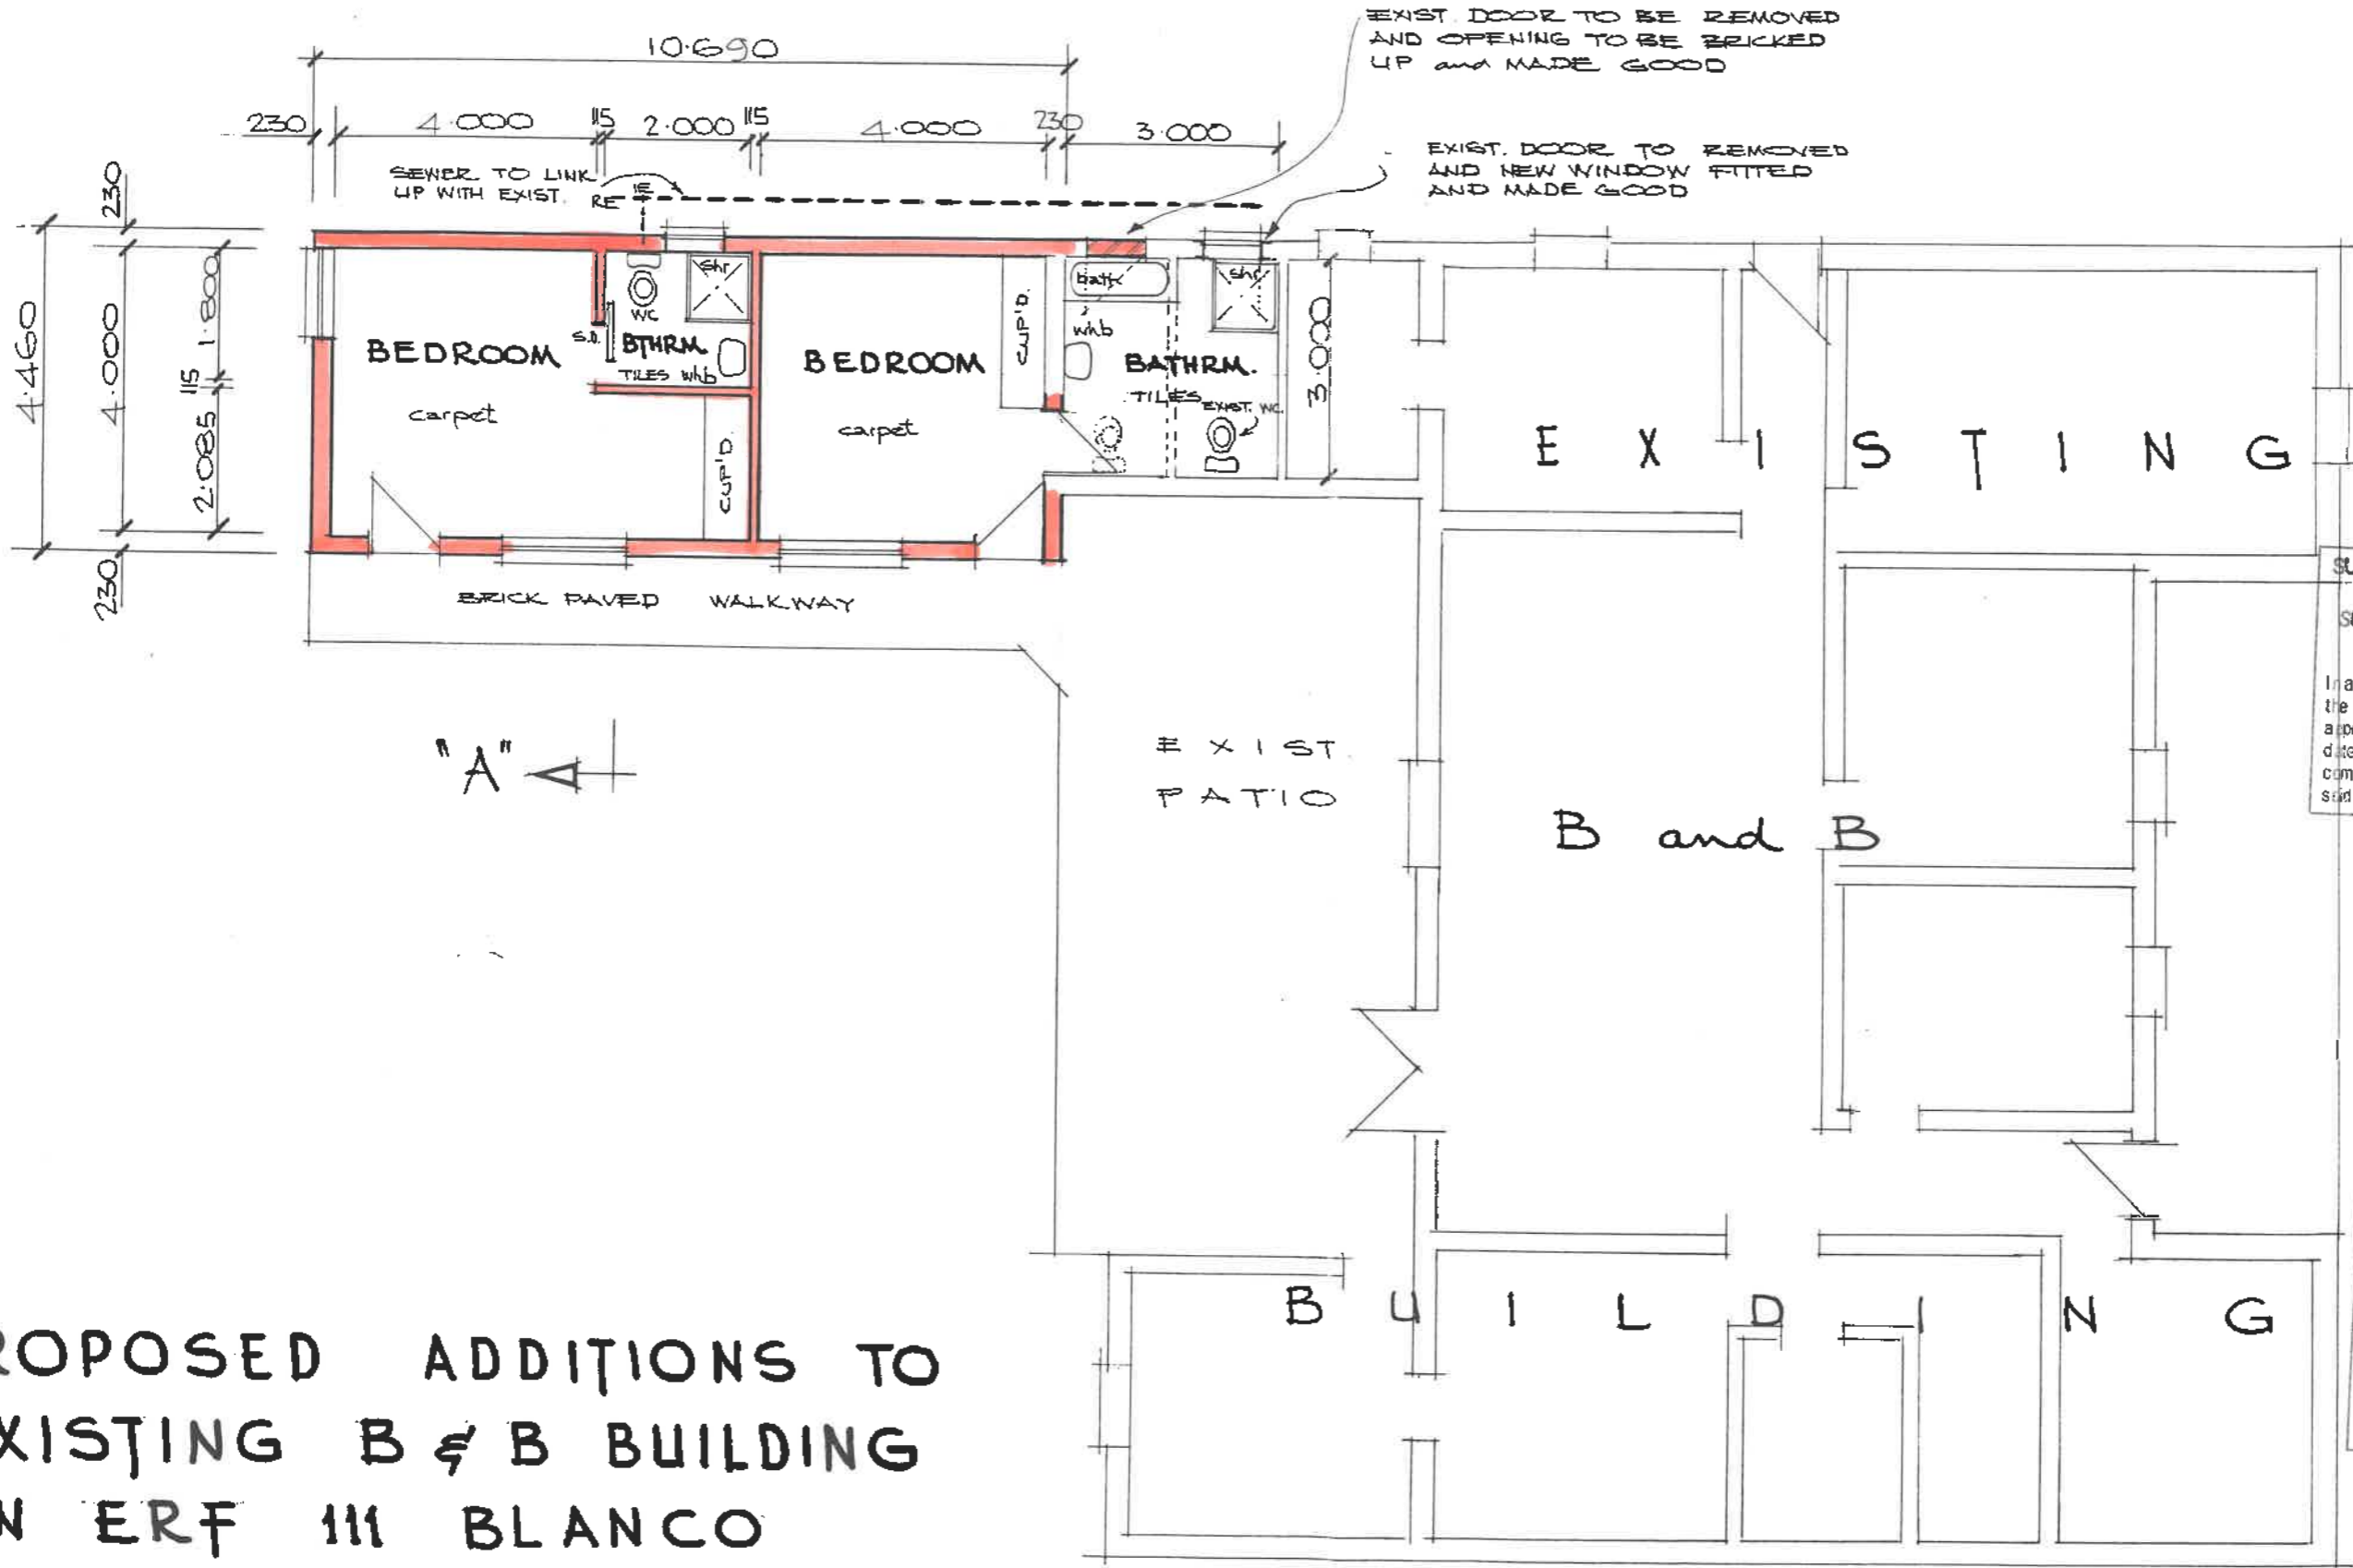 EXIST. DOOR TO BE REMOVED
AND OPENING TO BE BRICKED
UP and MADE GOOD
10.690
230
4.000
115
2.000
115
4.000
230
3.000
EXIST. DOOR TO REMOVED
AND NEW WINDOW FITTED
AND MADE GOOD
SEWER TO LINK
UP WITH EXIST.
RE
IE
230
4.460
4.000
1.800
115
2.085
230
BEDROOM
carpet
S.D.
WC
shr
BTHRM.
TILES whb
CUP'D
BEDROOM
carpet
CUP'D.
bath
whb
shr
BATHRM.
TILES
EXIST. WC
3.000
EXISTING
BRICK PAVED WALKWAY
"A"
EXIST
PATIO
B and B
BUILDING
ROPOSED ADDITIONS TO
XISTING B & B BUILDING
N ERF 111 BLANCO